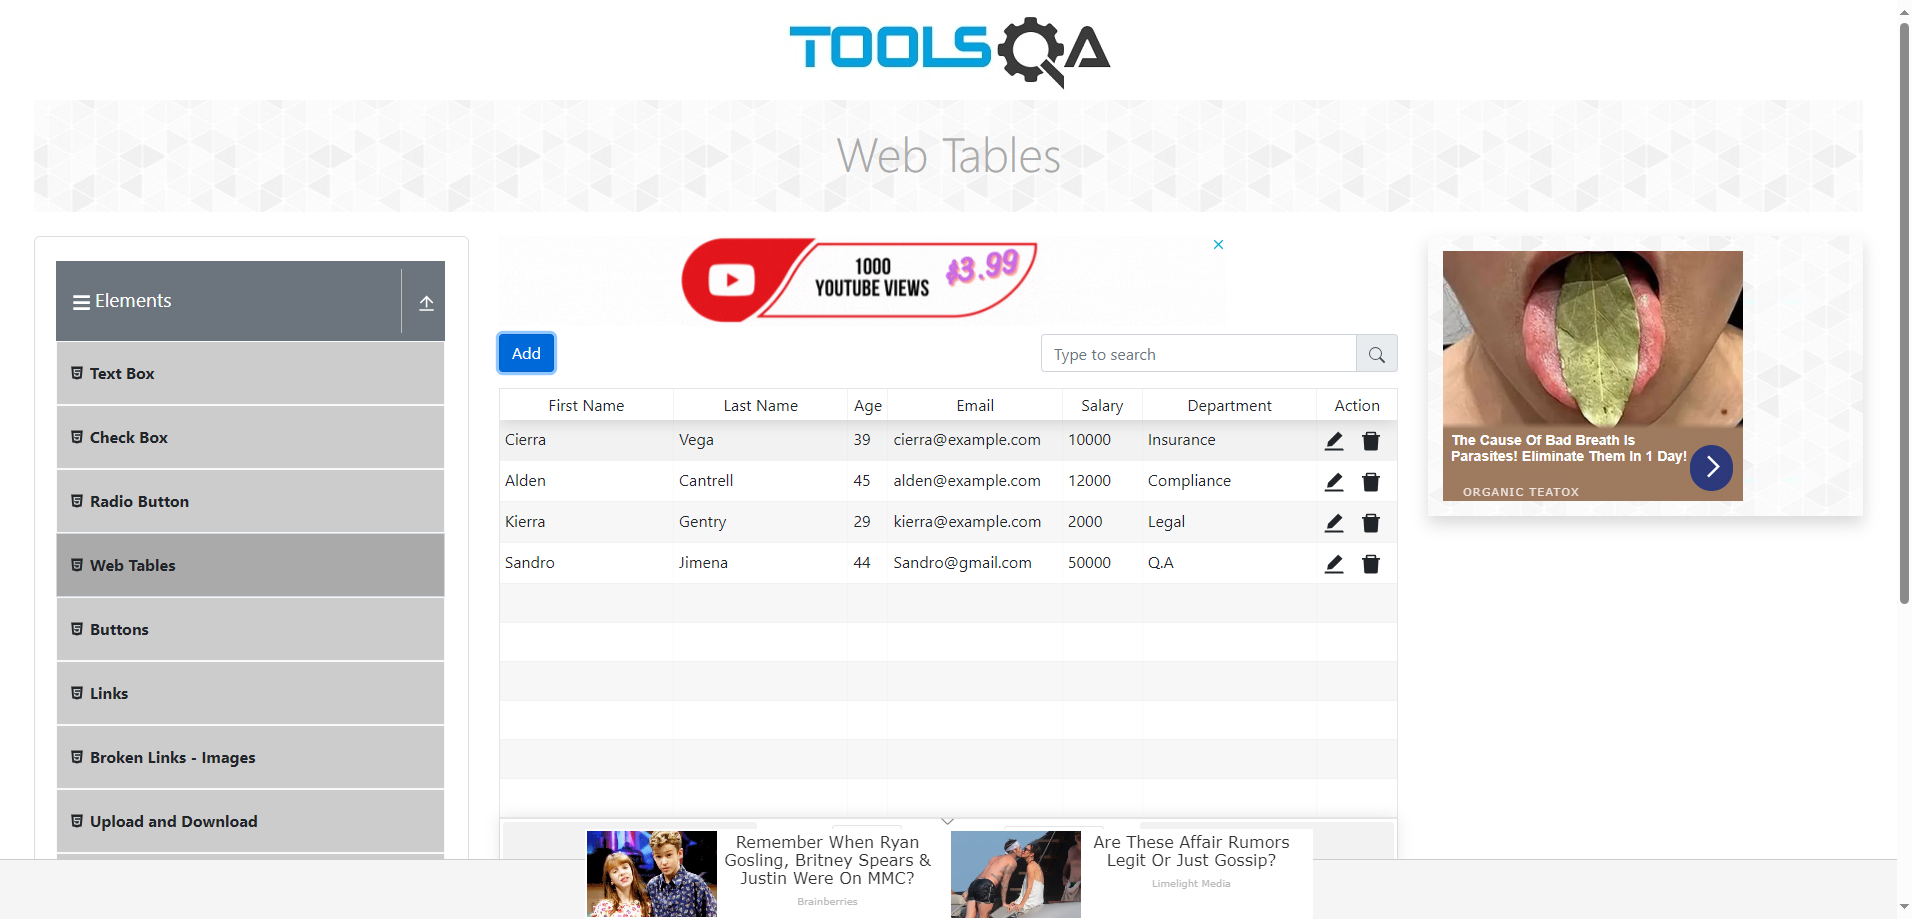 TOOLSQA
Web Tables
Elements
Text Box
Check Box
Radio Button
Web Tables
Buttons
Links
Broken Links - Images
Upload and Download
1000
YOUTUBE VIEWS
$3.99
Add
Type to search
First Name Last Name Age Email Salary Department Action
Cierra Vega 39 cierra@example.com 10000 Insurance
Alden Cantrell 45 alden@example.com 12000 Compliance
Kierra Gentry 29 kierra@example.com 2000 Legal
Sandro Jimena 44 Sandro@gmail.com 50000 Q.A
The Cause Of Bad Breath Is
Parasites! Eliminate Them In 1 Day!
ORGANIC TEATOX
Remember When Ryan
Gosling, Britney Spears &
Justin Were On MMC?
Brainberries
Are These Affair Rumors
Legit Or Just Gossip?
Limelight Media